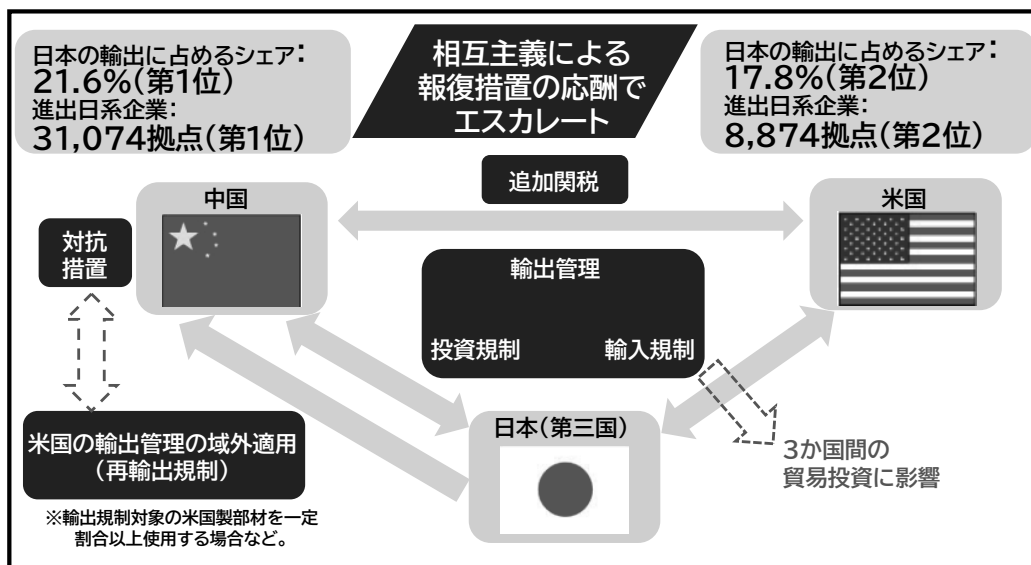 日本の輸出に占めるシェア：
21.6%(第1位)
進出日系企業：
31,074拠点(第1位)
相互主義による
報復措置の応酬で
エスカレート
日本の輸出に占めるシェア：
17.8%(第2位)
進出日系企業：
8,874拠点(第2位)
追加関税
中国
米国
対抗
措置
輸出管理
投資規制 輸入規制
日本(第三国)
米国の輸出管理の域外適用
(再輸出規制)
3か国間の
貿易投資に影響
※輸出規制対象の米国製部材を一定
割合以上使用する場合など。